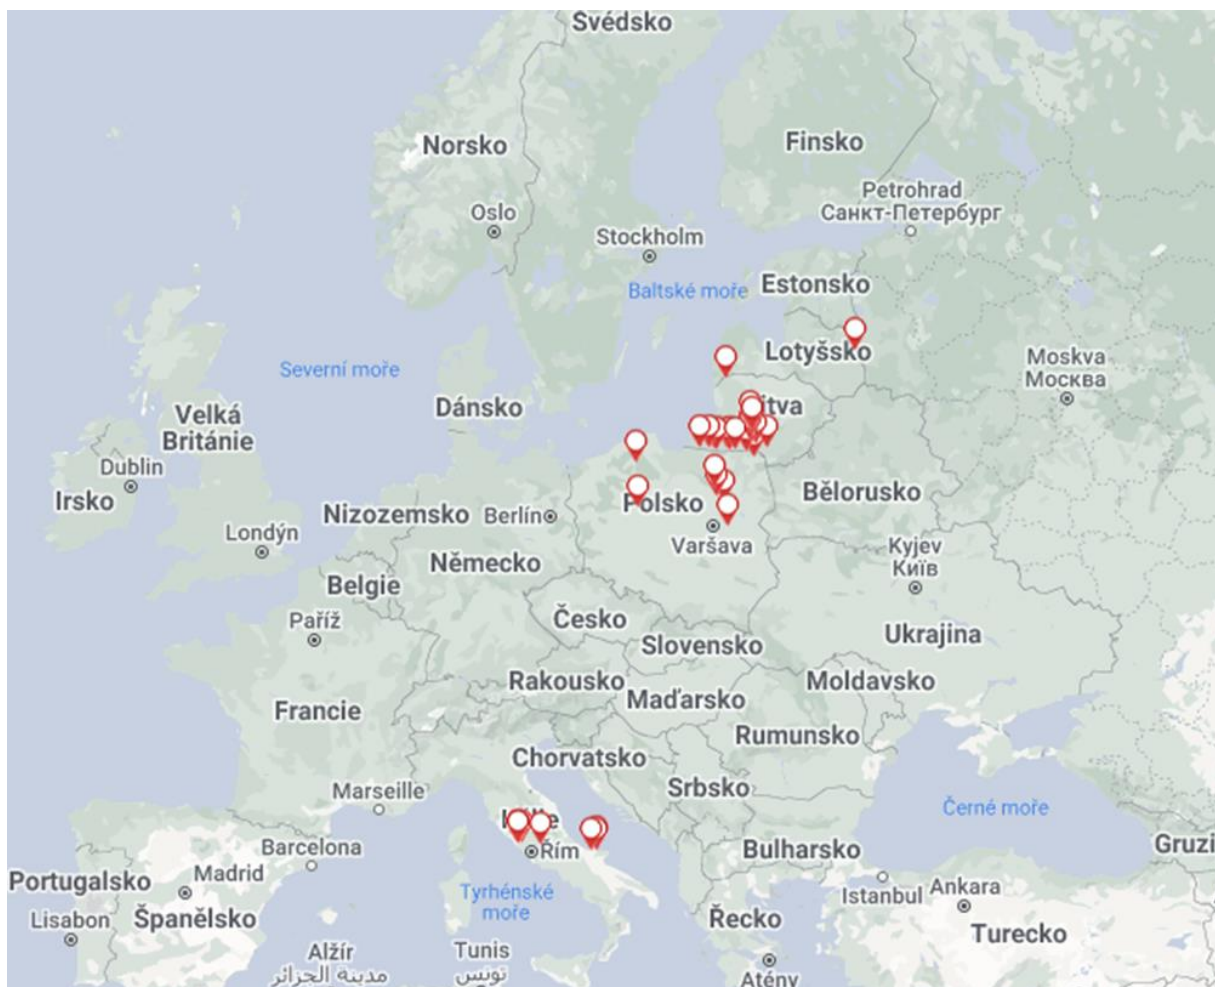 Švédsko
Norsko
Finsko
Petrohrad
Санкт-Петербург
Oslo
Stockholm
Estonsko
Baltské moře
Lotyšsko
Moskva
Москва
Severní moře
Dánsko
Velká
Británie
Dublin
Irsko
Polsko
Bělorusko
Nizozemsko
Berlín
Londýn
Varšava
Kyjev
Київ
Německo
Belgie
Česko
Paříž
Ukrajina
Slovensko
Rakousko
Moldavsko
Maďarsko
Francie
Rumunsko
Chorvatsko
Srbsko
Marseille
Černé moře
Gruzi
Barcelona
Řím
Bulharsko
Madrid
Portugalsko
Istanbul
Ankara
Tyrhénské
moře
Lisabon
Španělsko
Řecko
Turecko
Alžír
مدينة الجزائر
Tunis
تونس
Atény